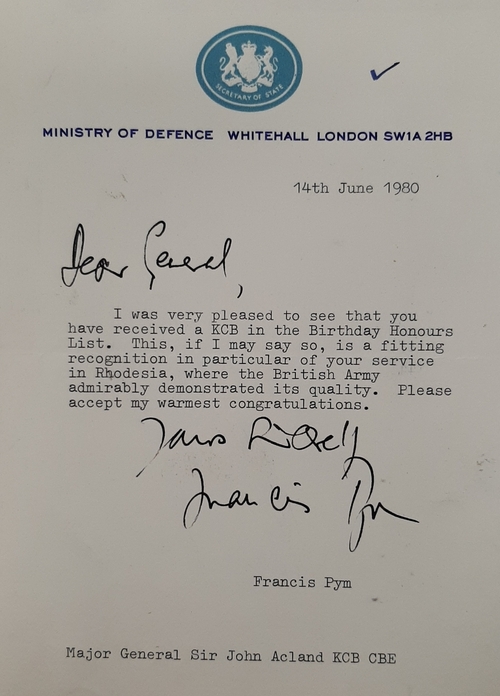 SECRETARY OF STATE
MINISTRY OF DEFENCE WHITEHALL LONDON SW1A 2HB
14th June 1980
Dear General,
I was very pleased to see that you
have received a KCB in the Birthday Honours
List. This, if I may say so, is a fitting
recognition in particular of your service
in Rhodesia, where the British Army
admirably demonstrated its quality. Please
accept my warmest congratulations.
Yours Sincerely
Francis Pym
Francis Pym
Major General Sir John Acland KCB CBE